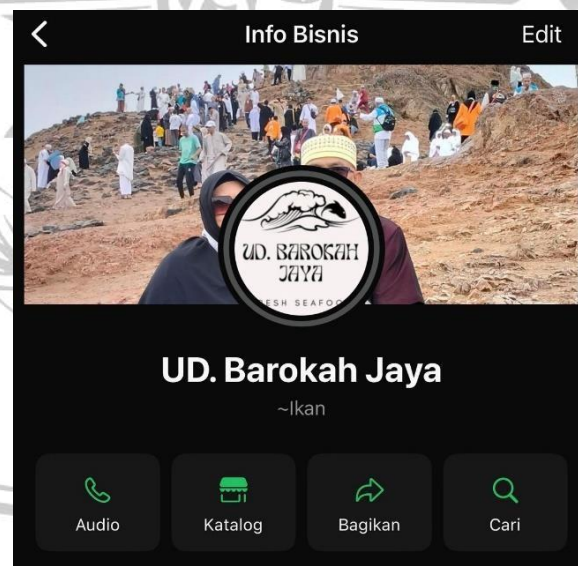 Info Bisnis
Edit
UD. BAROKAH
JAYA
ESH SEAFOO
UD. Barokah Jaya
~Ikan
Audio
Katalog
Bagikan
Cari